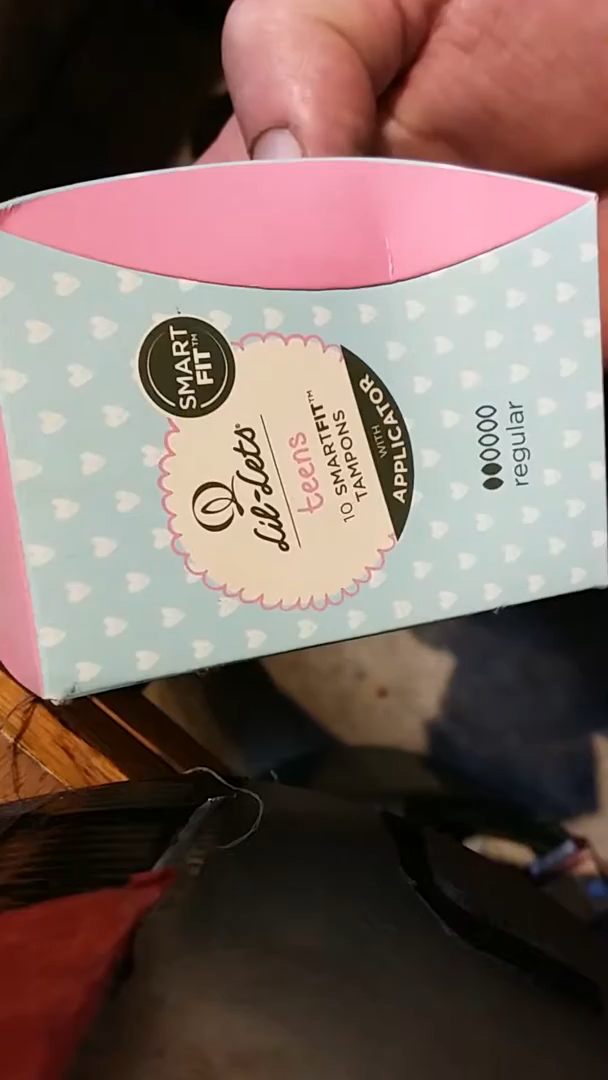 SMART
FIT™
Lil-Lets®
teens
10 SMARTFIT™
TAMPONS
WITH
APPLICATOR
regular